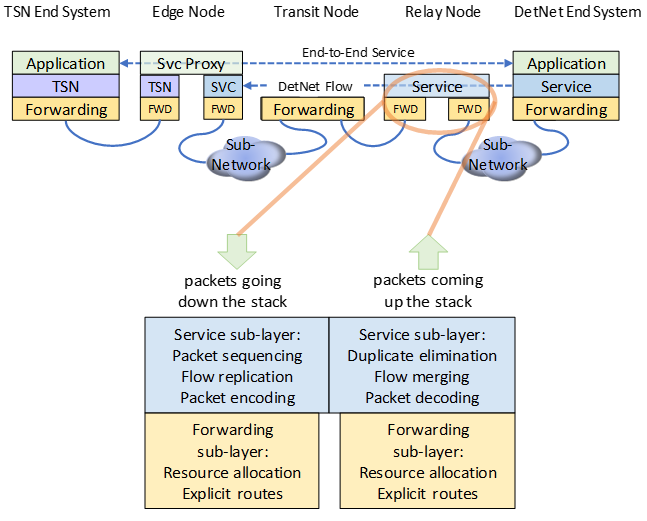 TSN End System
Edge Node
Transit Node
Relay Node
DetNet End System
End-to-End Service
Application
Svc Proxy
Application
TSN
TSN
SVC
DetNet Flow
Service
Service
Forwarding
FWD
FWD
Forwarding
FWD
FWD
Forwarding
Sub-
Network
Sub-
Network
packets going
down the stack
packets coming
up the stack
Service sub-layer:
Packet sequencing
Flow replication
Packet encoding
Service sub-layer:
Duplicate elimination
Flow merging
Packet decoding
Forwarding
sub-layer:
Resource allocation
Explicit routes
Forwarding
sub-layer:
Resource allocation
Explicit routes